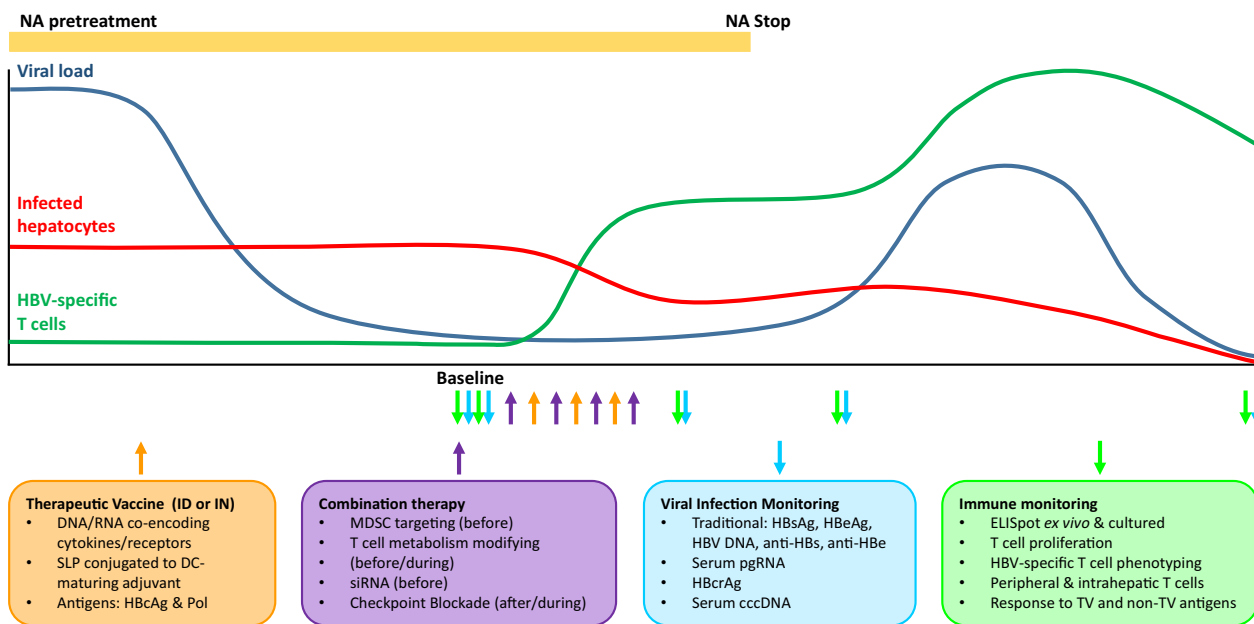 NA pretreatment
NA Stop
Viral load
Infected
hepatocytes
HBV-specific
T cells
Baseline
Therapeutic Vaccine (ID or IN)
• DNA/RNA co-encoding
cytokines/receptors
• SLP conjugated to DC-
maturing adjuvant
• Antigens: HBcAg & Pol
Combination therapy
• MDSC targeting (before)
• T cell metabolism modifying
• (before/during)
• siRNA (before)
• Checkpoint Blockade (after/during)
Viral Infection Monitoring
• Traditional: HBsAg, HBeAg,
HBV DNA, anti-HBs, anti-HBe
• Serum pgRNA
• HBcrAg
• Serum cccDNA
Immune monitoring
• ELISpot ex vivo & cultured
• T cell proliferation
• HBV-specific T cell phenotyping
• Peripheral & intrahepatic T cells
• Response to TV and non-TV antigens